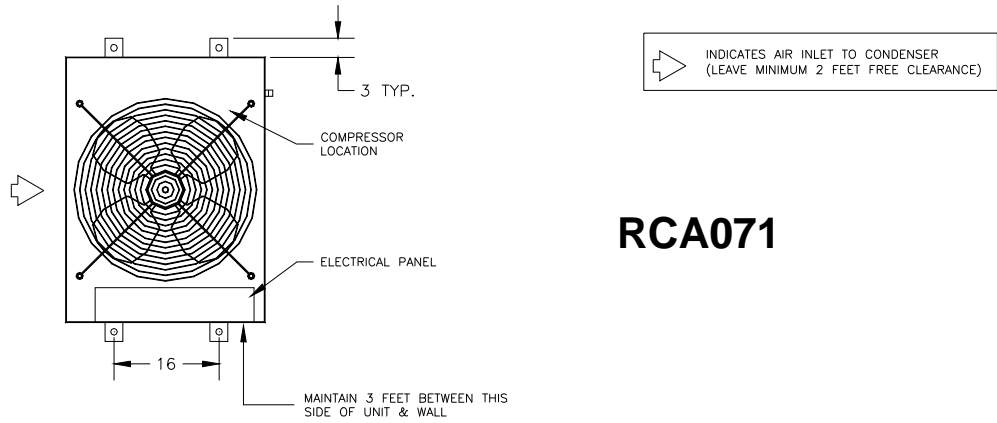 3 TYP.
INDICATES AIR INLET TO CONDENSER
(LEAVE MINIMUM 2 FEET FREE CLEARANCE)
COMPRESSOR
LOCATION
RCA071
ELECTRICAL PANEL
16
MAINTAIN 3 FEET BETWEEN THIS
SIDE OF UNIT & WALL